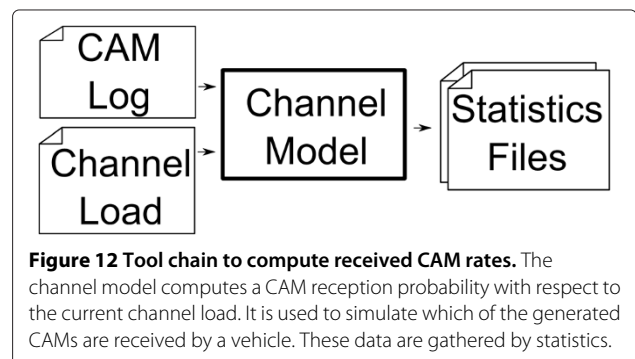 CAM
Log
Channel
Load
Channel
Model
Statistics
Files
Figure 12 Tool chain to compute received CAM rates. The
channel model computes a CAM reception probability with respect to
the current channel load. It is used to simulate which of the generated
CAMs are received by a vehicle. These data are gathered by statistics.